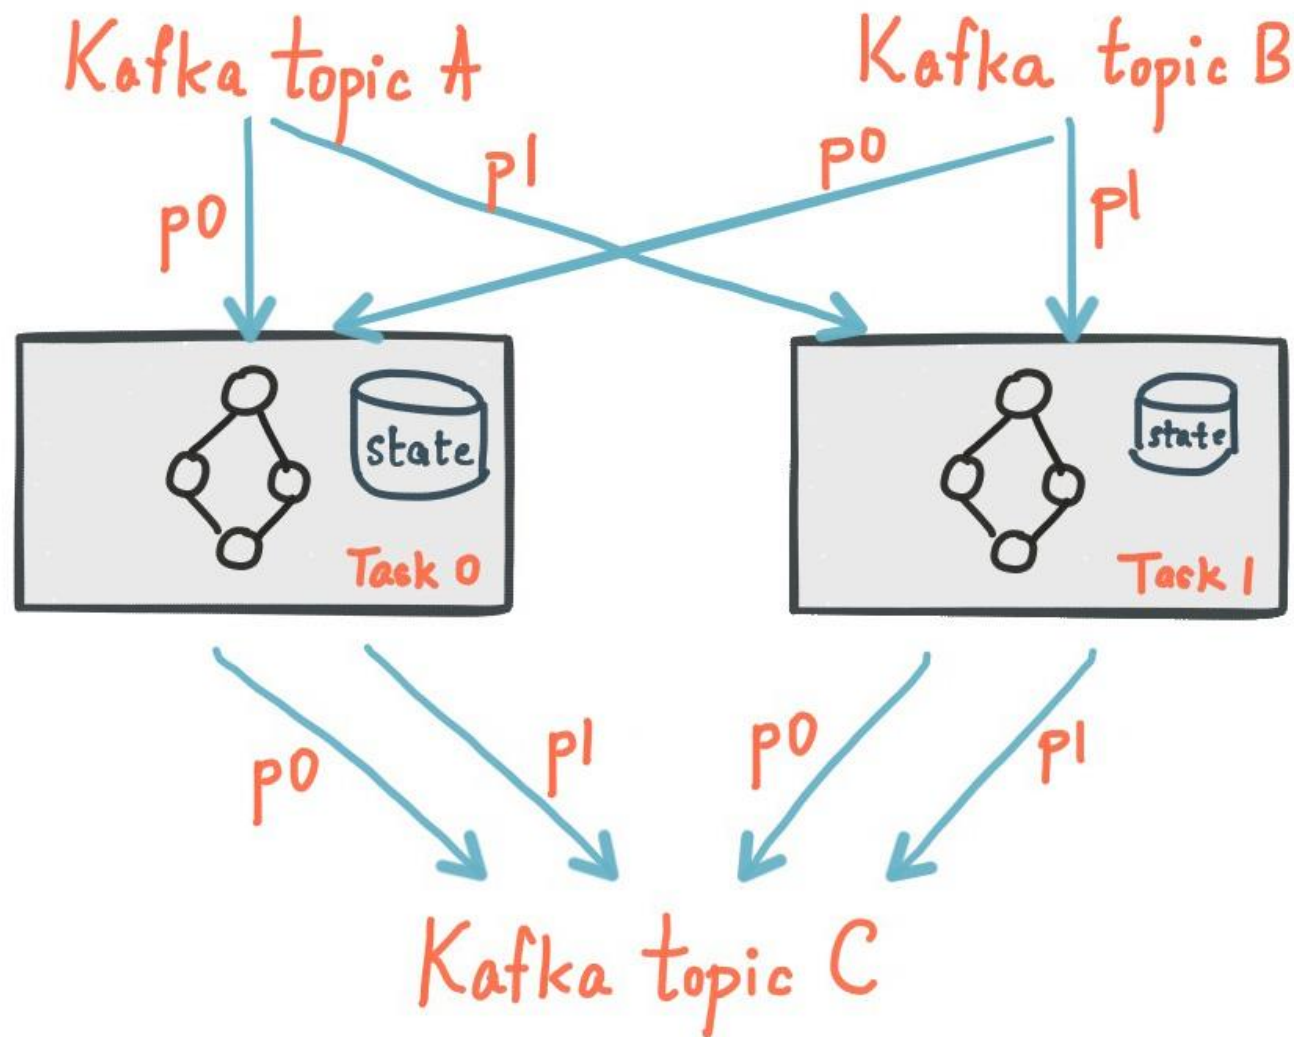 Kafka topic A
Kafka topic B
p0
p1
p0
p1
state
Task 0
state
Task 1
p0
p1
p0
p1
Kafka topic C